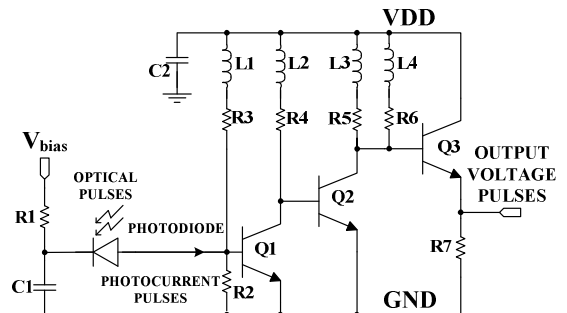 VDD
C2
L1
L2
L3
L4
R3
R4
R5
R6
Q3
V_bias
OPTICAL
PULSES
OUTPUT
VOLTAGE
PULSES
R1
PHOTODIODE
Q2
Q1
R7
C1
PHOTOCURRENT
PULSES
R2
GND